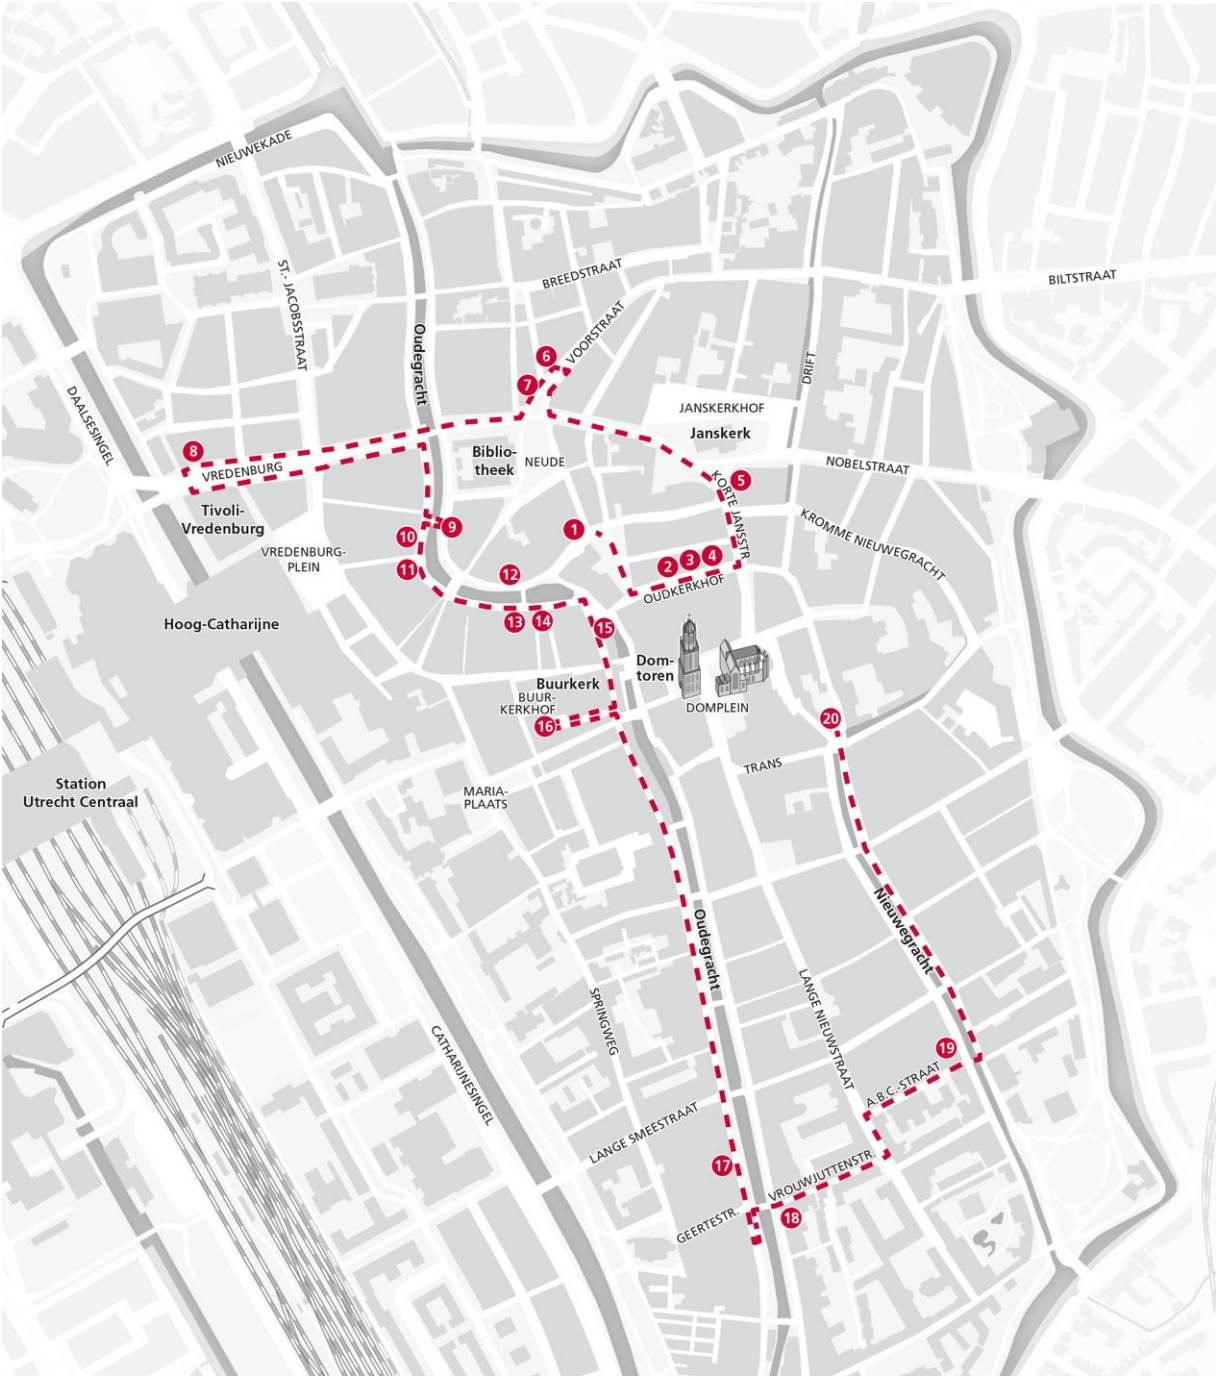 NIEUWEKADE
ST.-JACOBSSTRAAT
BREEDSTRAAT
BILTSTRAAT
Oudegracht
VOORSTRAAT
6
7
DRIFT
DAALSESINGEL
JANSKERKHOF
Janskerk
8
VREDENBURG
Biblio-
theek
NEUDE
NOBELSTRAAT
5
KORTE JANSSTR
Tivoli-
Vredenburg
1
9
10
KROMME NIEUWEGRACHT
VREDENBURG-
PLEIN
11
12
2
3
4
OUDKERKHOF
Hoog-Catharijne
13
14
15
Dom-
toren
Buurkerk
BUUR-
KERKHOF
16
DOMPLEIN
20
TRANS
Station
Utrecht Centraal
MARIA-
PLAATS
Oudegracht
Nieuwegracht
SPRINGWEG
LANGE NIEUWSTRAAT
CATHARIJNESINGEL
19
A.B.C.-STRAAT
LANGE SMEESTRAAT
17
VROUWJUTTENSTR.
18
GEERTESTR.